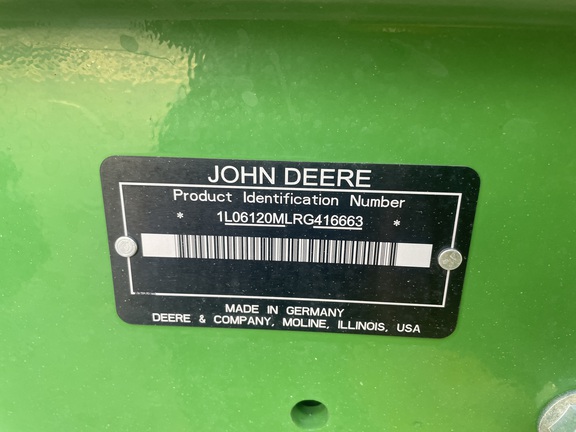 JOHN DEERE
Product Identification Number
* 1L06120MLRG416663 *
MADE IN GERMANY
DEERE & COMPANY, MOLINE, ILLINOIS, USA